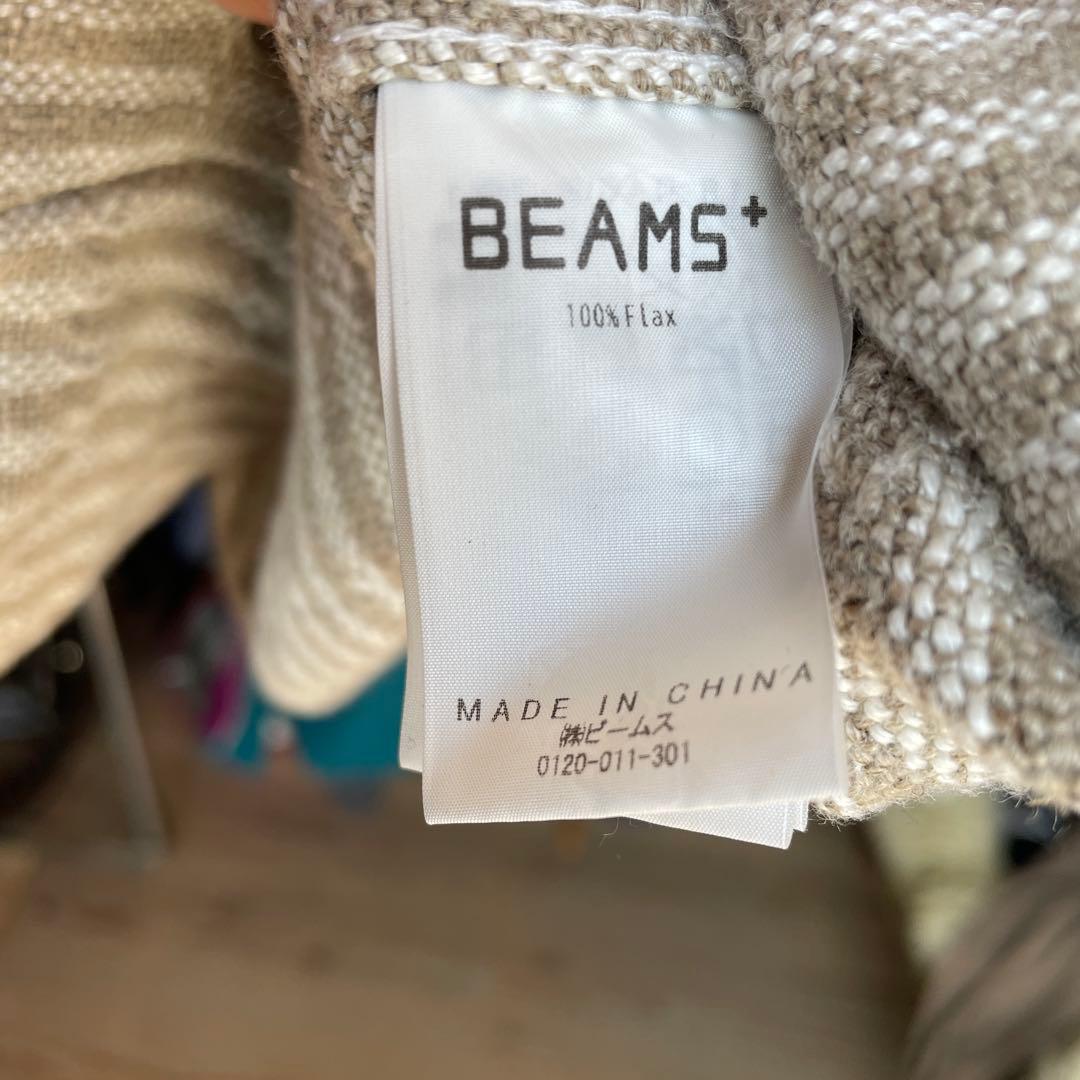 BEAMS+
100%Flax
MADE IN CHINA
㈱ビームス
0120-011-301